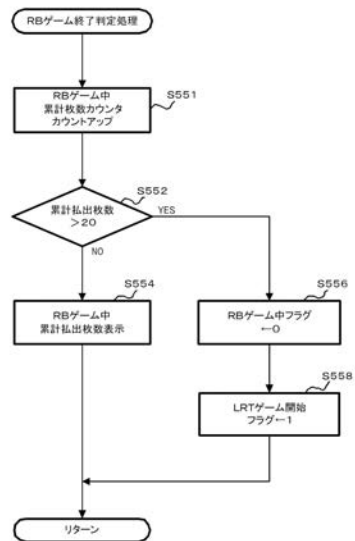 RBゲーム終了判定処理
S551
RBゲーム中
累計枚数カウンタ
カウントアップ
S552
累計払出枚数
>20
YES
NO
S554
RBゲーム中
累計払出枚数表示
S556
RBゲーム中フラグ
←0
S558
LRTゲーム開始
フラグ←1
リターン